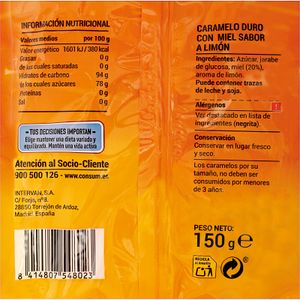 INFORMACIÓN NUTRICIONAL
Valores medios por 100 g
Valor energético 1601 kJ / 380 kcal
Grasas 0 g
de las cuales saturadas 0 g
Hidratos de carbono 94 g
de los cuales azúcares 78 g
Proteínas 0 g
Sal 0 g
TUS DECISIONES IMPORTAN
Elige mantener una dieta variada y
equilibrada. Mantén una vida activa
Atención al Socio-Cliente
900 500 126 - www.consum.es
INTERVAN, S.A.
C/ Forja, nº8.
28850 Torrejón de Ardoz,
Madrid. España
8 414807 548023
CARAMELO DURO
CON MIEL SABOR
A LIMÓN
Ingredientes: Azúcar, jarabe
de glucosa, miel (20%),
aroma de limón.
Puede contener trazas
de leche y soja.
Alérgenos
Ver destacado en lista de
ingredientes (negrita).
Conservación
Conservar en lugar fresco
y seco.
Los caramelos por su
tamaño, no deben ser
consumidos por menores
de 3 años.
PESO NETO:
150 g e